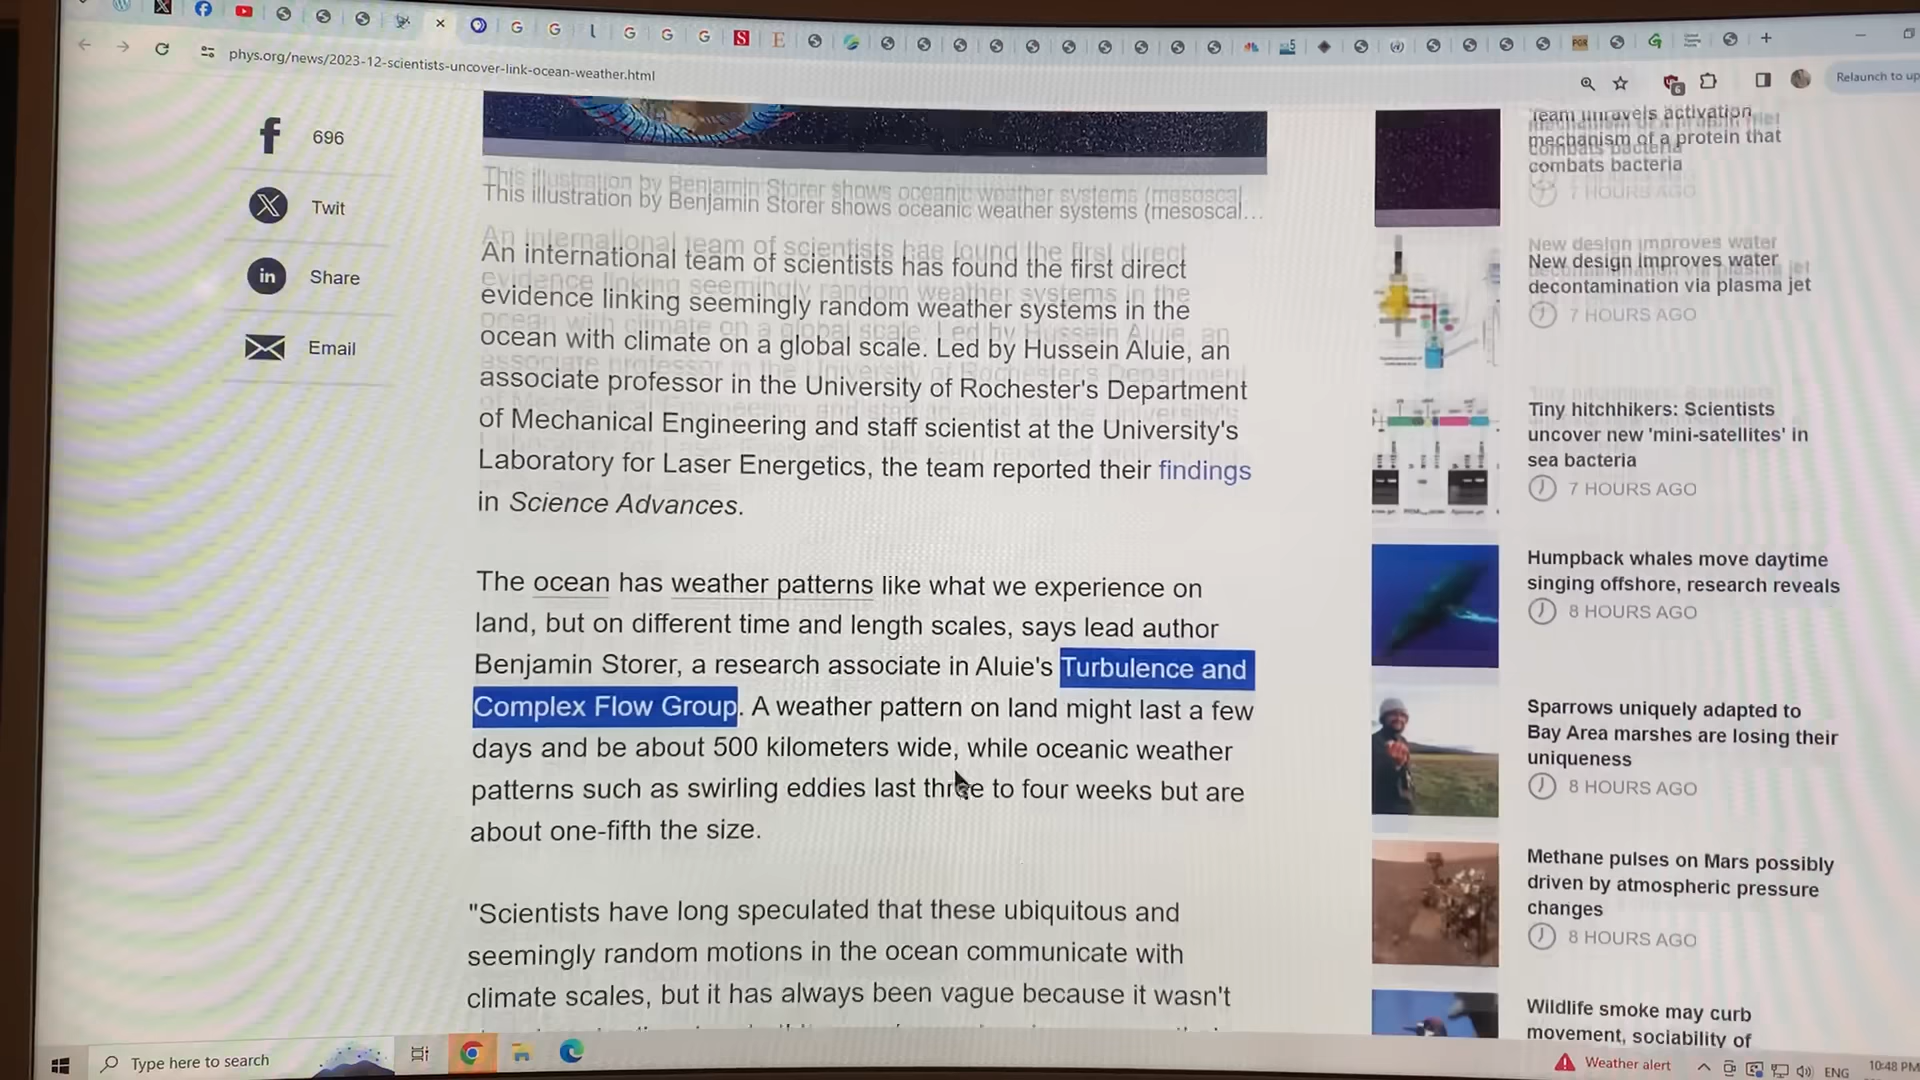 phys.org/news/2023-12-scientists-uncover-link-ocean-weather.html
Relaunch to up
696
Twit
Share
Email
This illustration by Benjamin Storer shows oceanic weather systems (mesoscal...
An international team of scientists has found the first direct
evidence linking seemingly random weather systems in the
ocean with climate on a global scale. Led by Hussein Aluie, an
associate professor in the University of Rochester's Department
of Mechanical Engineering and staff scientist at the University's
Laboratory for Laser Energetics, the team reported their findings
in Science Advances.
The ocean has weather patterns like what we experience on
land, but on different time and length scales, says lead author
Benjamin Storer, a research associate in Aluie's Turbulence and
Complex Flow Group. A weather pattern on land might last a few
days and be about 500 kilometers wide, while oceanic weather
patterns such as swirling eddies last three to four weeks but are
about one-fifth the size.
"Scientists have long speculated that these ubiquitous and
seemingly random motions in the ocean communicate with
climate scales, but it has always been vague because it wasn't
Team unravels activation
mechanism of a protein that
combats bacteria
7 HOURS AGO
New design improves water
decontamination via plasma jet
7 HOURS AGO
Tiny hitchhikers: Scientists
uncover new 'mini-satellites' in
sea bacteria
7 HOURS AGO
Humpback whales move daytime
singing offshore, research reveals
8 HOURS AGO
Sparrows uniquely adapted to
Bay Area marshes are losing their
uniqueness
8 HOURS AGO
Methane pulses on Mars possibly
driven by atmospheric pressure
changes
8 HOURS AGO
Wildlife smoke may curb
movement, sociability of
Type here to search
Weather alert
ENG
10:48 PM